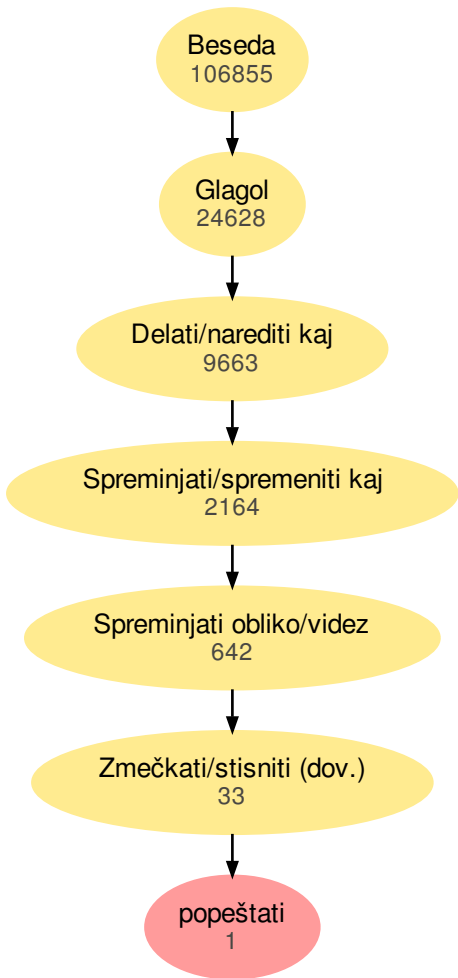 Beseda
106855
Glagol
24628
Delati/narediti kaj
9663
Spreminjati/spremeniti kaj
2164
Spreminjati obliko/videz
642
Zmečkati/stisniti (dov.)
33
popeštati
1